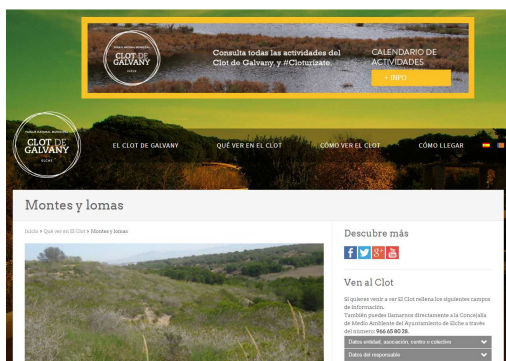 PARAJE NATURAL MUNICIPAL
CLOT DE
GALVANY
ELCHE
Consulta todas las actividades del
Clot de Galvany, y #Cloturízate.
CALENDARIO DE
ACTIVIDADES
+ INFO
CLOT DE
GALVANY
ELCHE
EL CLOT DE GALVANY
QUÉ VER EN EL CLOT
CÓMO VER EL CLOT
CÓMO LLEGAR
Montes y lomas
Inicio » Qué ver en El Clot » Montes y lomas
Descubre más
Ven al Clot
Si quieres venir a ver El Clot rellena los siguientes campos
de información.
También puedes llamarnos directamente a la Concejalía
de Medio Ambiente del Ayuntamiento de Elche a través
del número: 966 65 80 28.
Datos entidad, asociación, centro o colectivo
Datos del responsable